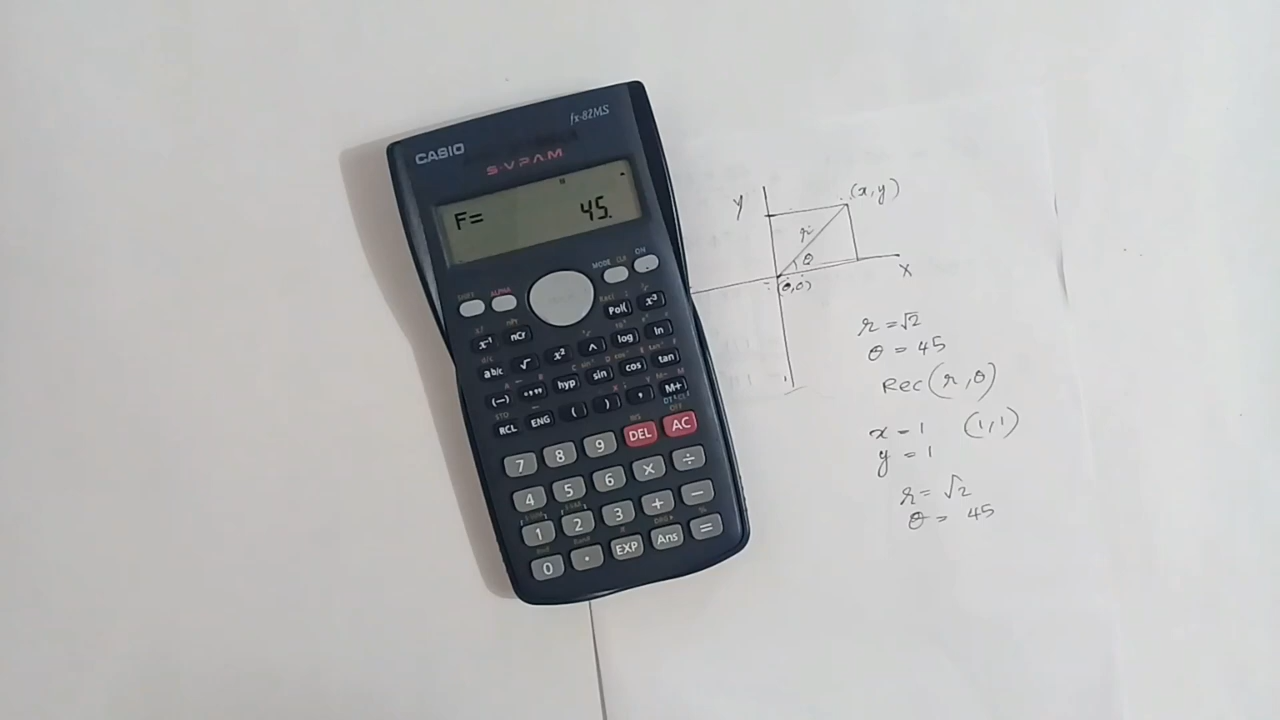 CASIO
fx-82MS
S-V.P.A.M.
F= 45.
SHIFT ALPHA MODE CLR ON
x⁻¹ nCr Pol( x³
a b/c √ x² ^ log ln
(−) °,,, hyp sin cos tan
RCL ENG ( ) , M+
7 8 9 DEL AC
4 5 6 × ÷
1 2 3 + −
0 . EXP Ans =
Y (x,y)
r
θ
X
(0,0)
r = √2
θ = 45
Rec(r,θ)
x = 1 (1,1)
y = 1
r = √2
θ = 45